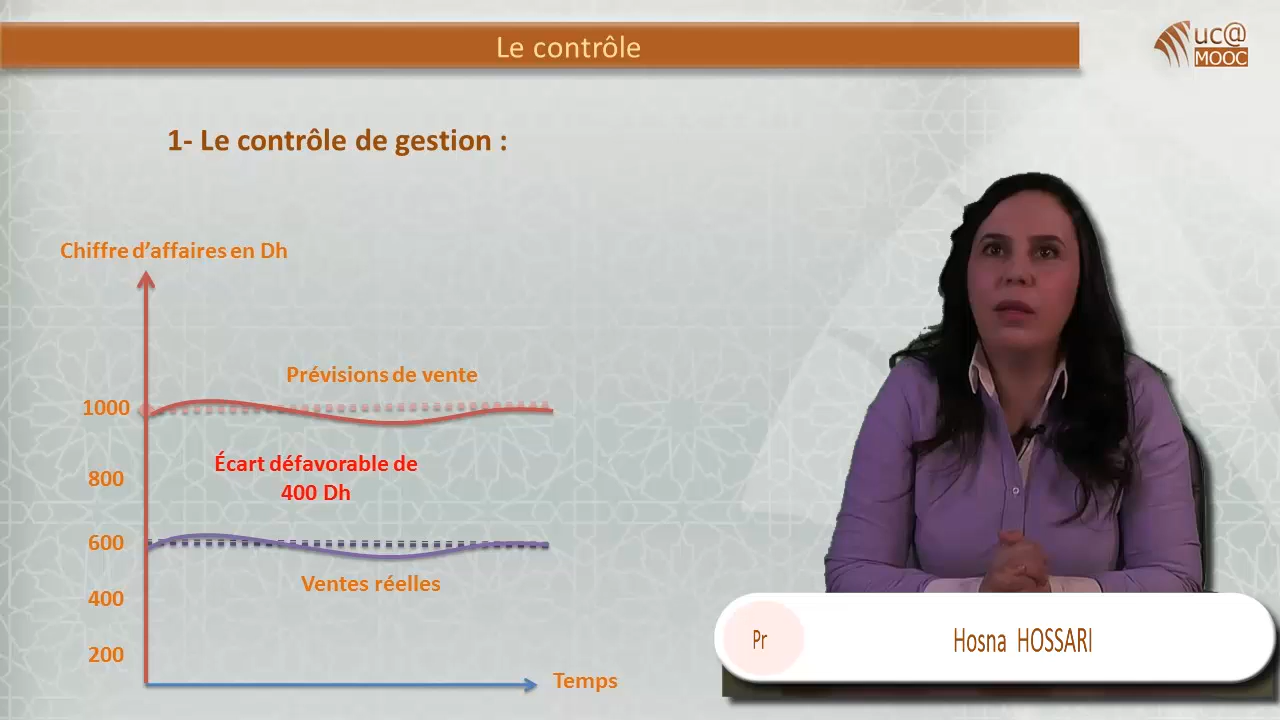 Le contrôle
uc@
MOOC
1- Le contrôle de gestion :
Chiffre d'affaires en Dh
Prévisions de vente
1000
Écart défavorable de
400 Dh
800
600
Ventes réelles
400
200
Temps
Pr
Hosna HOSSARI